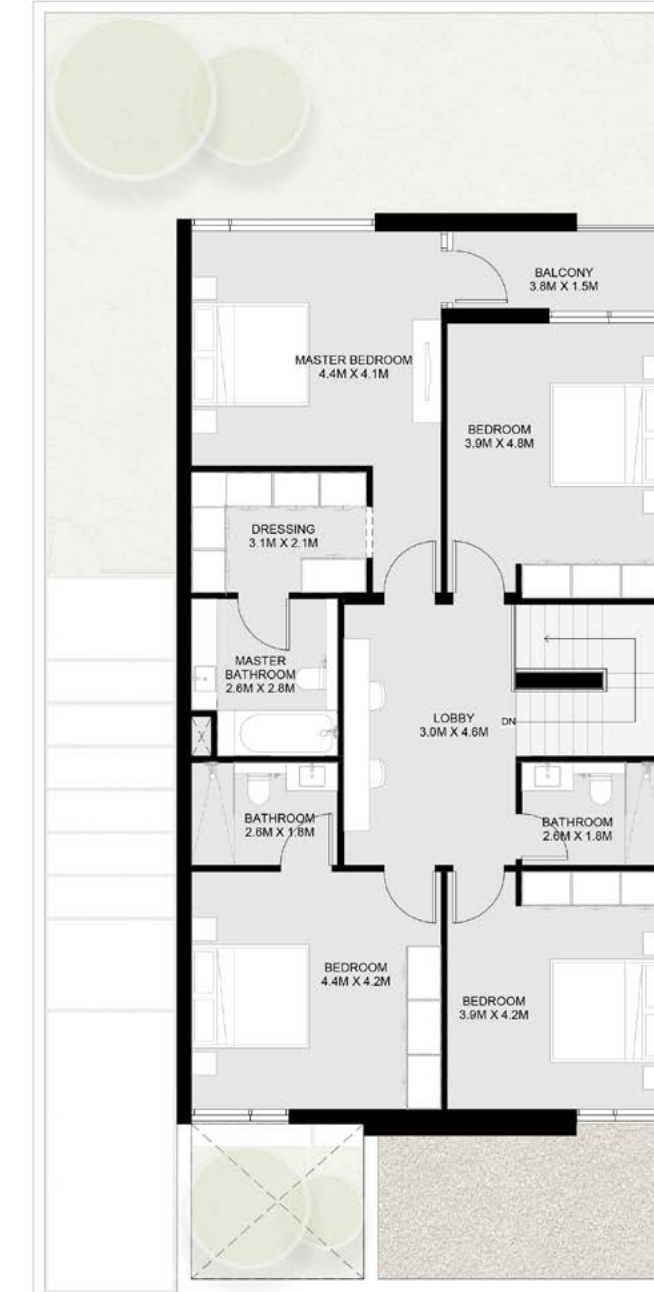 BALCONY
3.8M X 1.5M
MASTER BEDROOM
4.4M X 4.1M
BEDROOM
3.9M X 4.8M
DRESSING
3.1M X 2.1M
MASTER
BATHROOM
2.6M X 2.8M
LOBBY
3.0M X 4.6M
DN
BATHROOM
2.6M X 1.8M
BATHROOM
2.6M X 1.8M
BEDROOM
4.4M X 4.2M
BEDROOM
3.9M X 4.2M